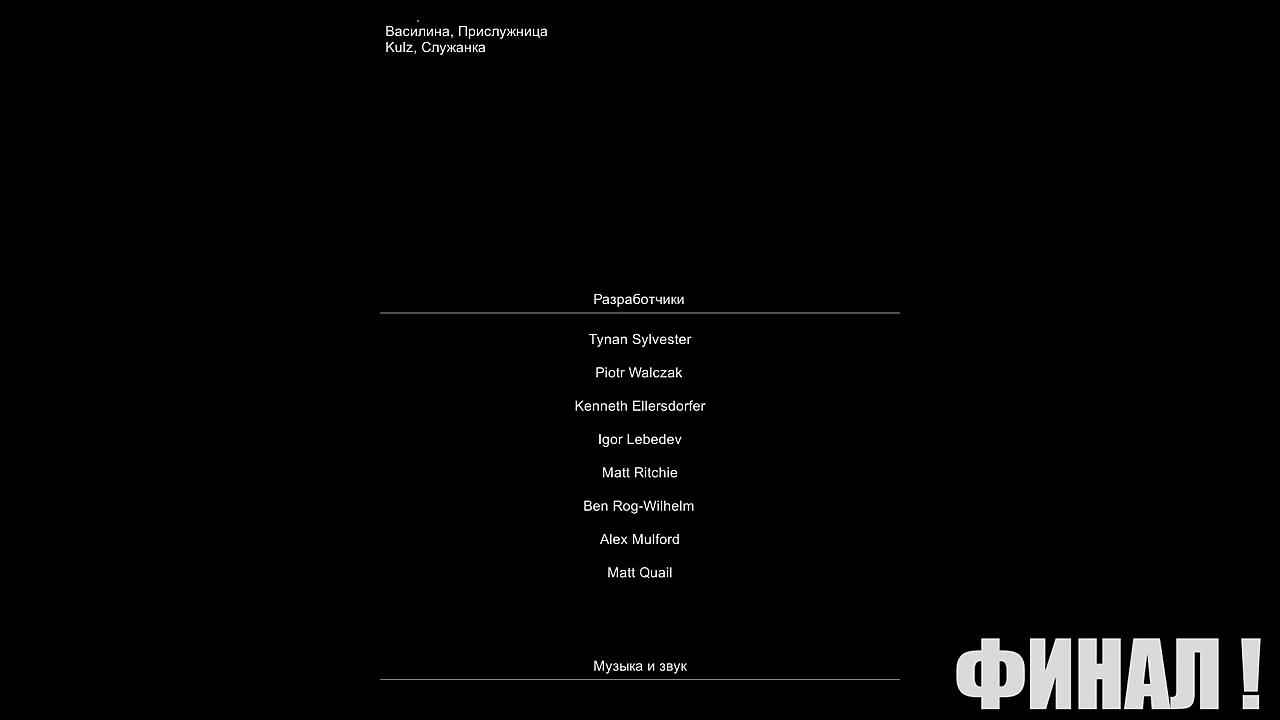 Василина, Прислужница
Kulz, Служанка
Разработчики
Tynan Sylvester
Piotr Walczak
Kenneth Ellersdorfer
Igor Lebedev
Matt Ritchie
Ben Rog-Wilhelm
Alex Mulford
Matt Quail
Музыка и звук
ФИНАЛ !